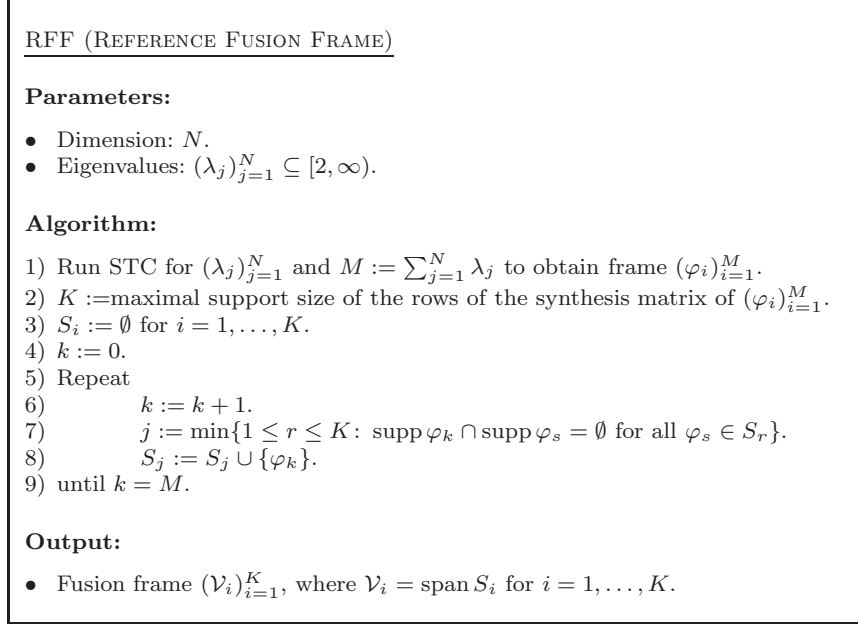 RFF (Reference Fusion Frame)
Parameters:
• Dimension: N.
• Eigenvalues: (λ_j)_{j=1}^N ⊆ [2, ∞).
Algorithm:
1) Run STC for (λ_j)_{j=1}^N and M := ∑_{j=1}^N λ_j to obtain frame (φ_i)_{i=1}^M.
2) K :=maximal support size of the rows of the synthesis matrix of (φ_i)_{i=1}^M.
3) S_i := ∅ for i = 1, . . . , K.
4) k := 0.
5) Repeat
6) k := k + 1.
7) j := min{1 ≤ r ≤ K : supp φ_k ∩ supp φ_s = ∅ for all φ_s ∈ S_r}.
8) S_j := S_j ∪ {φ_k}.
9) until k = M.
Output:
• Fusion frame (𝒱_i)_{i=1}^K, where 𝒱_i = span S_i for i = 1, . . . , K.